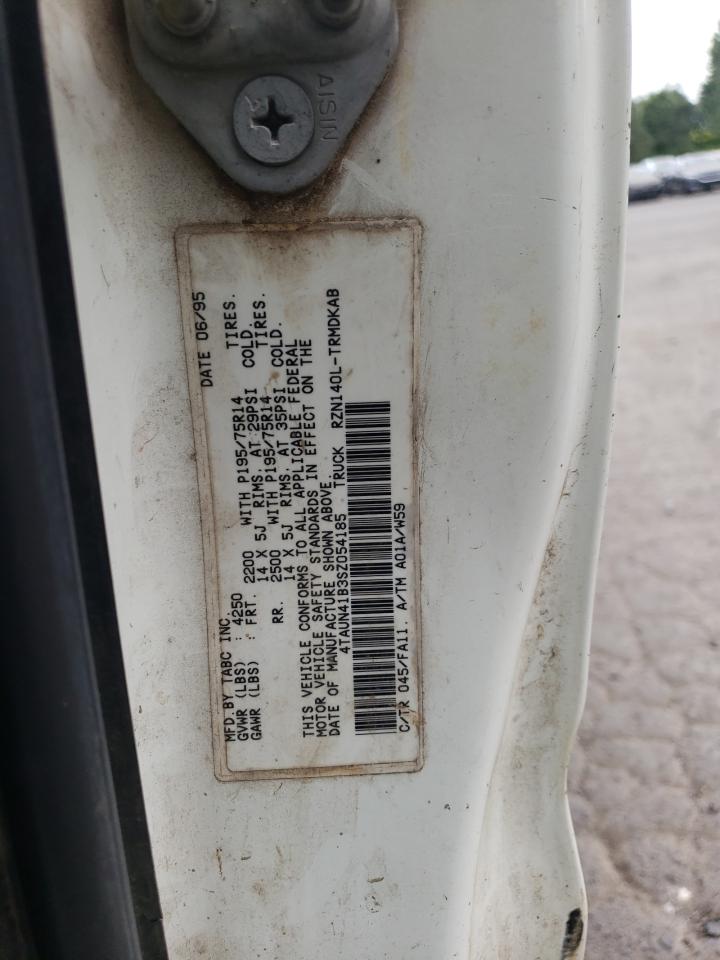 AISIN
DATE 06/95
MFD.BY TABC INC.
GVWR (LBS) : 4250 WITH P195/75R14 TIRES.
GAWR (LBS) : FRT. 2200 14 X 5J RIMS. AT 29PSI COLD.
WITH P195/75R14 TIRES.
RR. 2500 14 X 5J RIMS. AT 35PSI COLD.
THIS VEHICLE CONFORMS TO ALL APPLICABLE FEDERAL
MOTOR VEHICLE SAFETY STANDARDS IN EFFECT ON THE
DATE OF MANUFACTURE SHOWN ABOVE.
4TAUN41B3SZ054185 TRUCK RZN140L-TRMDKAB
C/TR 045/FA11. A/TM A01A/W59